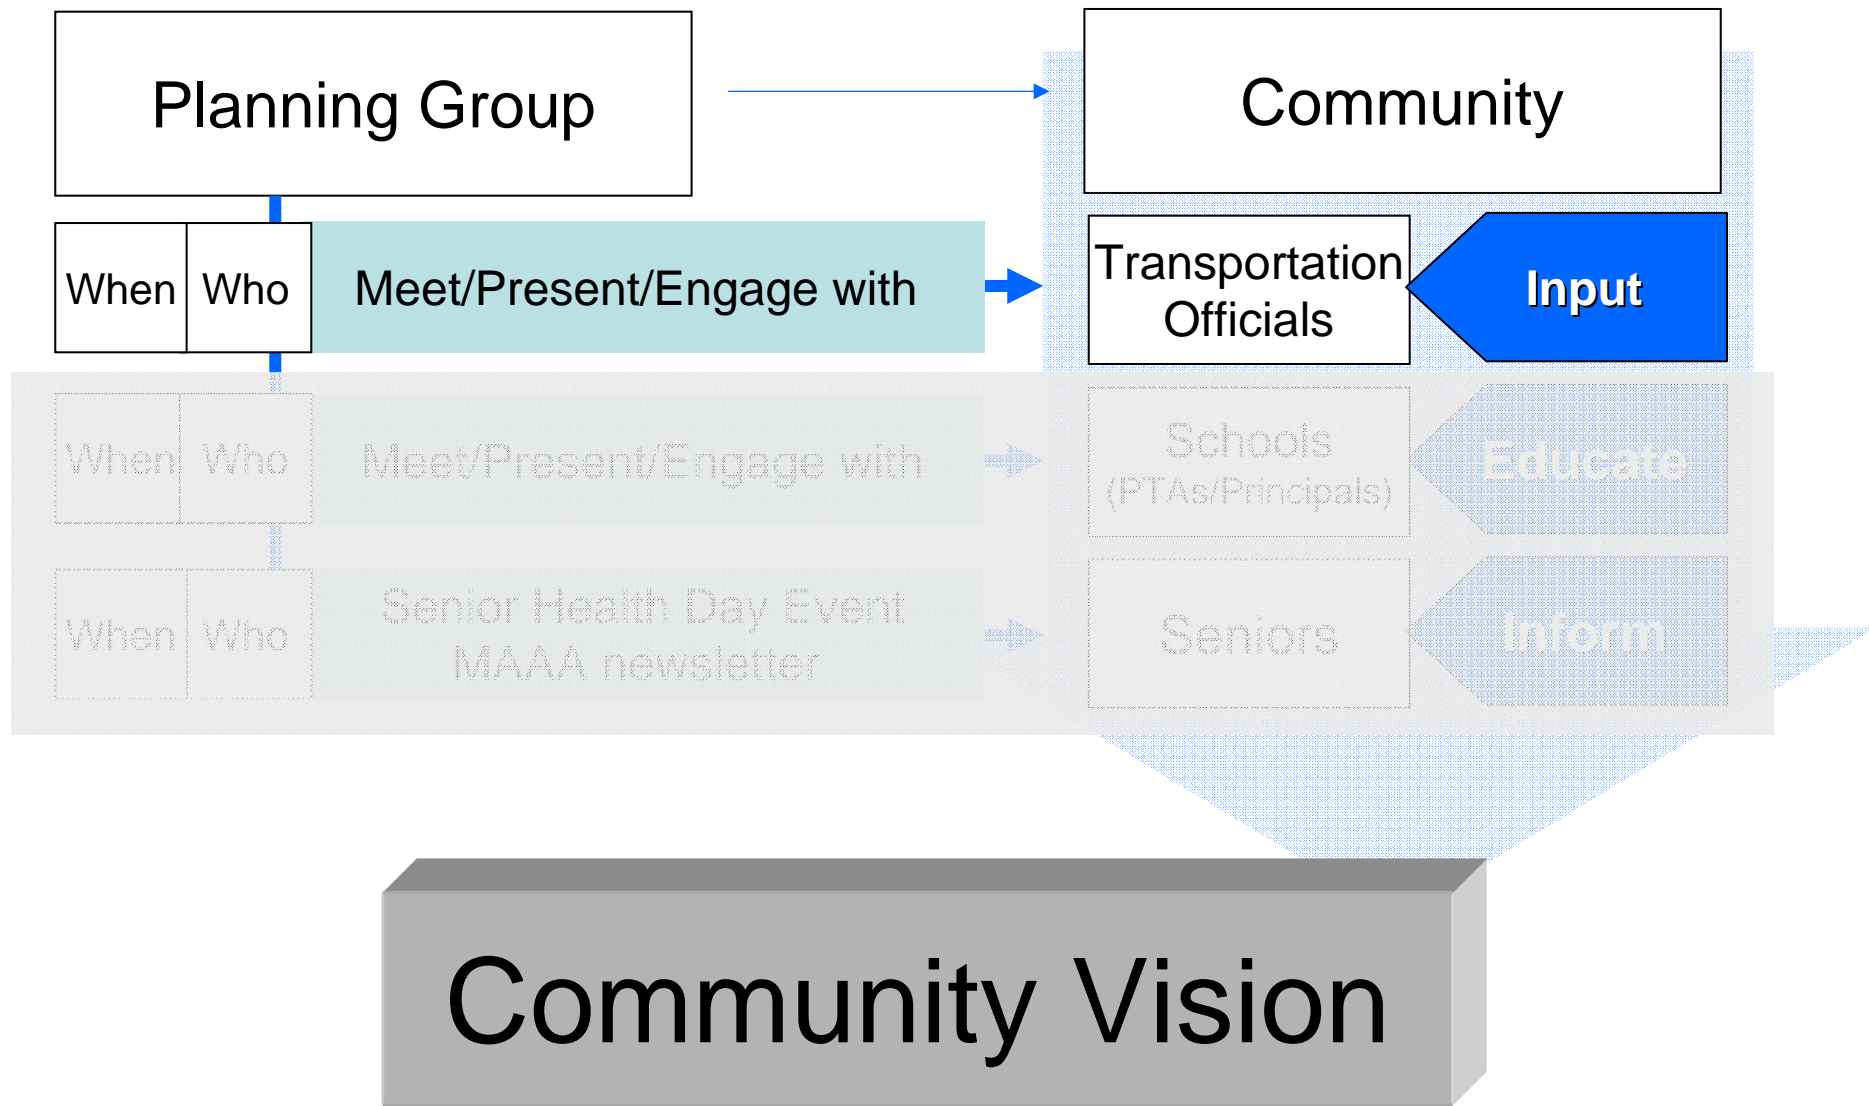 Planning Group
Community
When
Who
Meet/Present/Engage with
Transportation
Officials
Input
When
Who
Meet/Present/Engage with
Schools
(PTAs/Principals)
Educate
When
Who
Senior Health Day Event
MAAA newsletter
Seniors
Inform
Community Vision